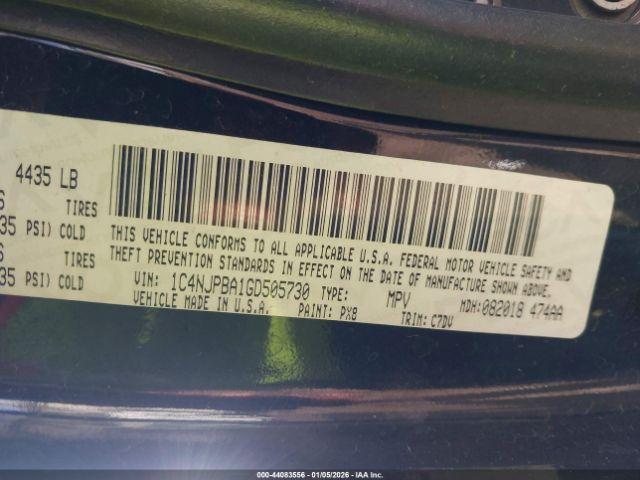 4435 LB
TIRES
35 PSI) COLD
TIRES
35 PSI) COLD
THIS VEHICLE CONFORMS TO ALL APPLICABLE U.S.A. FEDERAL MOTOR VEHICLE SAFETY AND
THEFT PREVENTION STANDARDS IN EFFECT ON THE DATE OF MANUFACTURE SHOWN ABOVE.
VIN: 1C4NJPBA1GD505730 TYPE: MPV MDH:082018 474AA
VEHICLE MADE IN U.S.A. PAINT: PX8 TRIM: C7DV
000-44083556 - 01/05/2026 - IAA Inc.